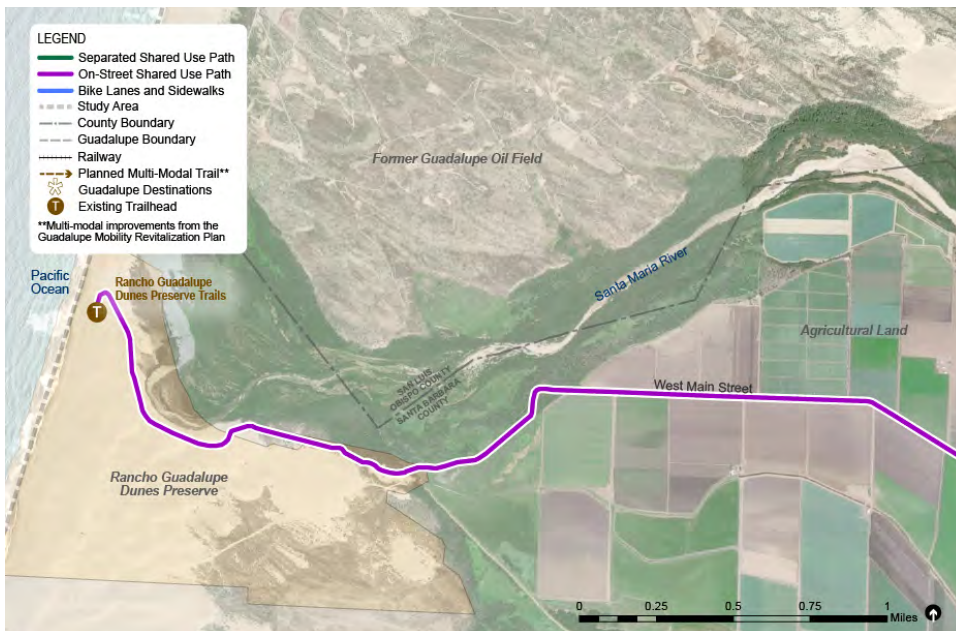 LEGEND
Separated Shared Use Path
On-Street Shared Use Path
Bike Lanes and Sidewalks
Study Area
County Boundary
Guadalupe Boundary
Railway
Planned Multi-Modal Trail**
Guadalupe Destinations
T Existing Trailhead
**Multi-modal improvements from the
Guadalupe Mobility Revitalization Plan
Former Guadalupe Oil Field
Pacific
Ocean
Rancho Guadalupe
Dunes Preserve Trails
T
Santa Maria River
Agricultural Land
SAN LUIS
OBISPO COUNTY
SANTA BARBARA
COUNTY
West Main Street
Rancho Guadalupe
Dunes Preserve
0 0.25 0.5 0.75 1
Miles